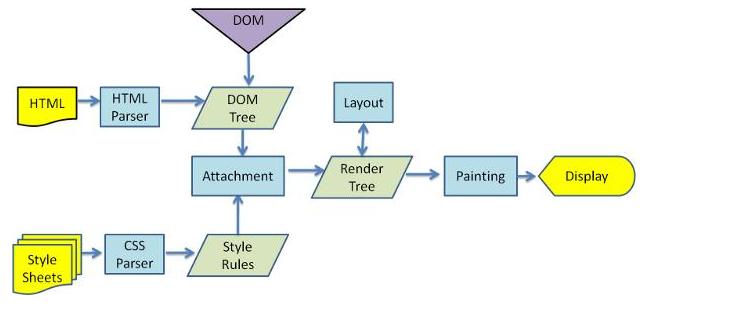 DOM
HTML
HTML
Parser
DOM
Tree
Layout
Attachment
Render
Tree
Painting
Display
Style
Sheets
CSS
Parser
Style
Rules